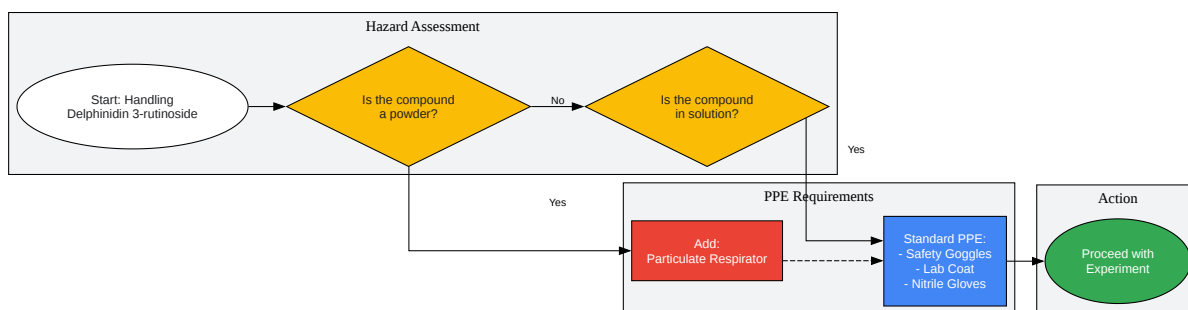 Hazard Assessment
Start: Handling
Delphinidin 3-rutinoside
Is the compound
a powder?
No
Is the compound
in solution?
Yes
Yes
PPE Requirements
Add:
Particulate Respirator
Standard PPE:
- Safety Goggles
- Lab Coat
- Nitrile Gloves
Action
Proceed with
Experiment